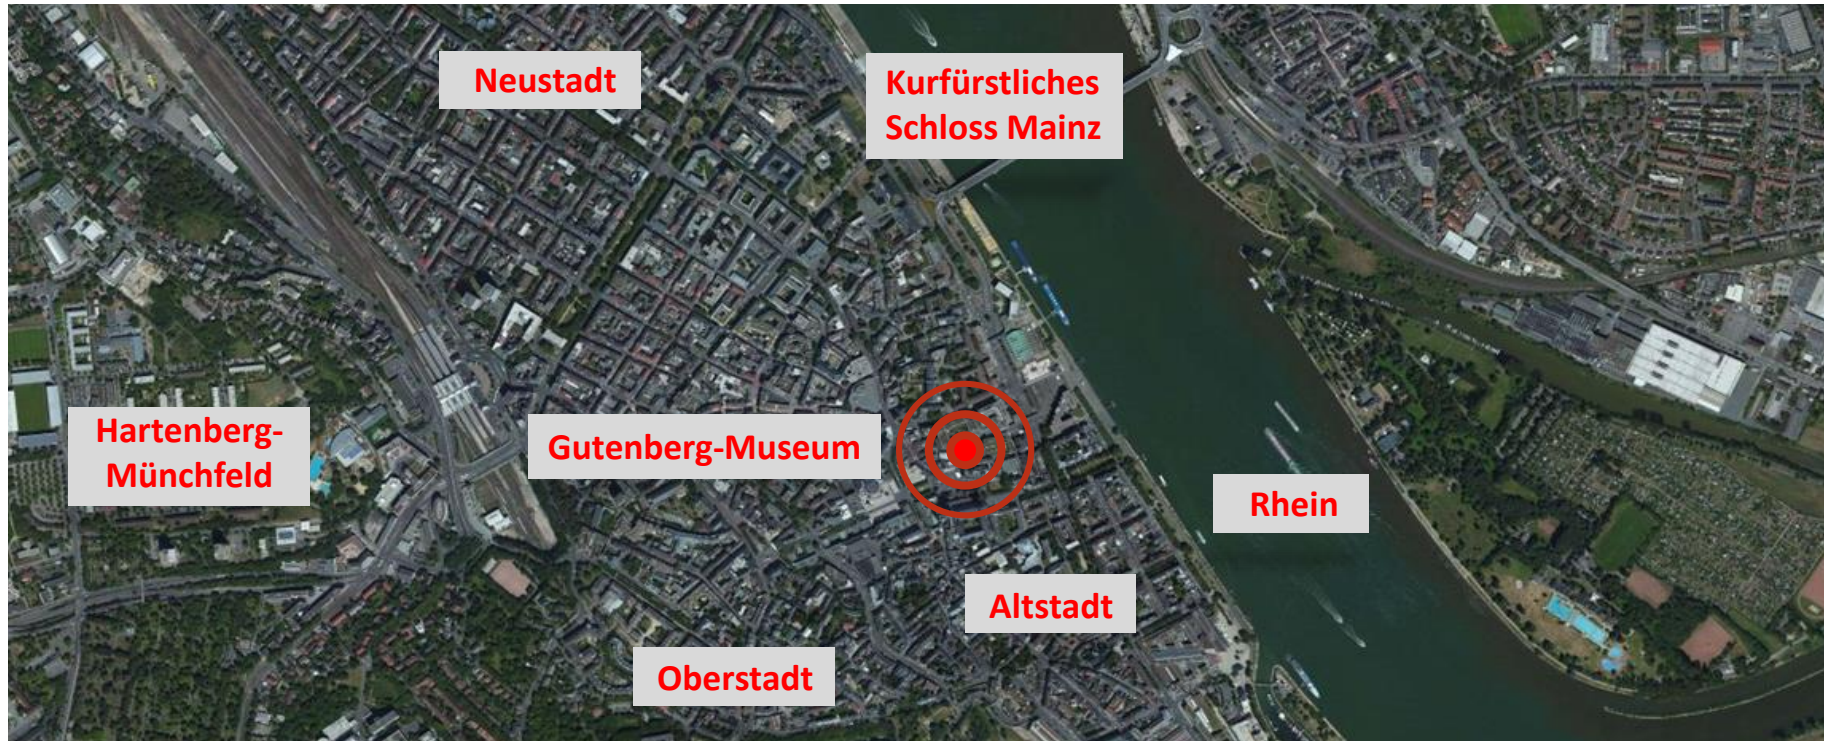 Neustadt
Kurfürstliches
Schloss Mainz
Hartenberg-
Münchfeld
Gutenberg-Museum
Rhein
Altstadt
Oberstadt